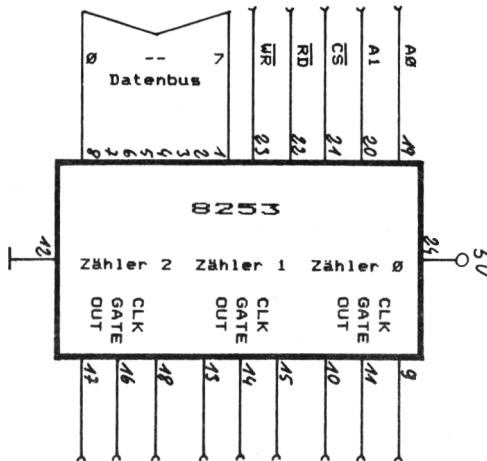 Ø -- 7
Datenbus
WR
RD
CS
A1
AØ
8 7 6 5 4 3 2 1 23 22 21 20 19
8253
12
24
5V
Zähler 2 Zähler 1 Zähler Ø
OUT GATE CLK OUT GATE CLK OUT GATE CLK
17 16 18 13 14 15 10 11 9